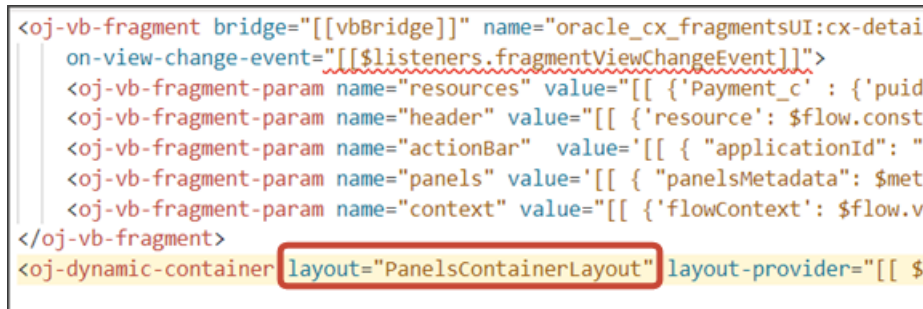 <oj-vb-fragment bridge="[[vbBridge]]" name="oracle_cx_fragmentsUI:cx-detai
on-view-change-event="[[$listeners.fragmentViewChangeEvent]]">
<oj-vb-fragment-param name="resources" value="[[ {'Payment_c' : {'puid
<oj-vb-fragment-param name="header" value="[[ {'resource': $flow.const
<oj-vb-fragment-param name="actionBar"  value='[[ { "applicationId": "
<oj-vb-fragment-param name="panels" value='[[ { "panelsMetadata": $met
<oj-vb-fragment-param name="context" value="[[ {'flowContext': $flow.v
</oj-vb-fragment>
<oj-dynamic-container layout="PanelsContainerLayout" layout-provider="[[ $